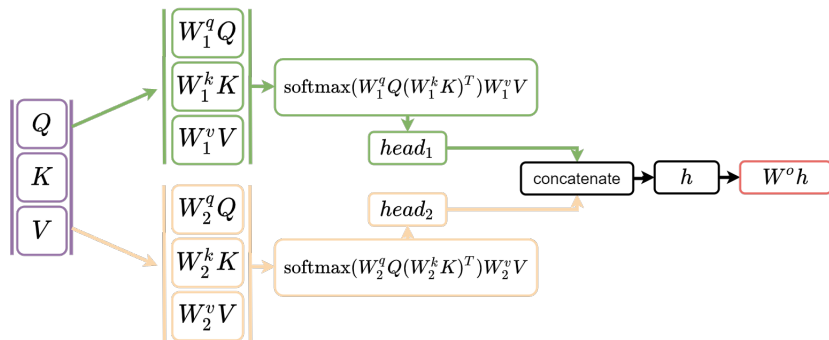 Q
K
V
W_1^q Q
W_1^k K
W_1^v V
softmax(W_1^q Q(W_1^k K)^T)W_1^v V
head_1
W_2^q Q
W_2^k K
W_2^v V
head_2
softmax(W_2^q Q(W_2^k K)^T)W_2^v V
concatenate
h
W^o h